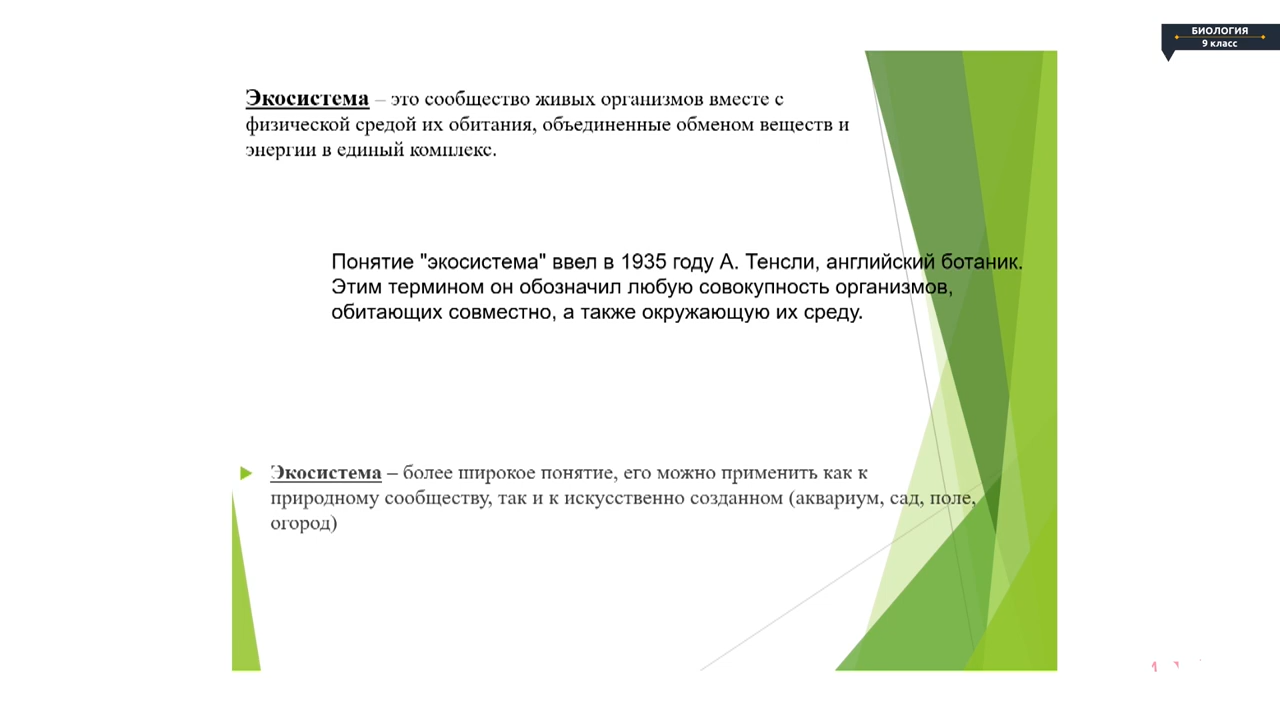 БИОЛОГИЯ
9 класс
Экосистема – это сообщество живых организмов вместе с
физической средой их обитания, объединенные обменом веществ и
энергии в единый комплекс.
Понятие "экосистема" ввел в 1935 году А. Тенсли, английский ботаник.
Этим термином он обозначил любую совокупность организмов,
обитающих совместно, а также окружающую их среду.
Экосистема – более широкое понятие, его можно применить как к
природному сообществу, так и к искусственно созданном (аквариум, сад, поле,
огород)